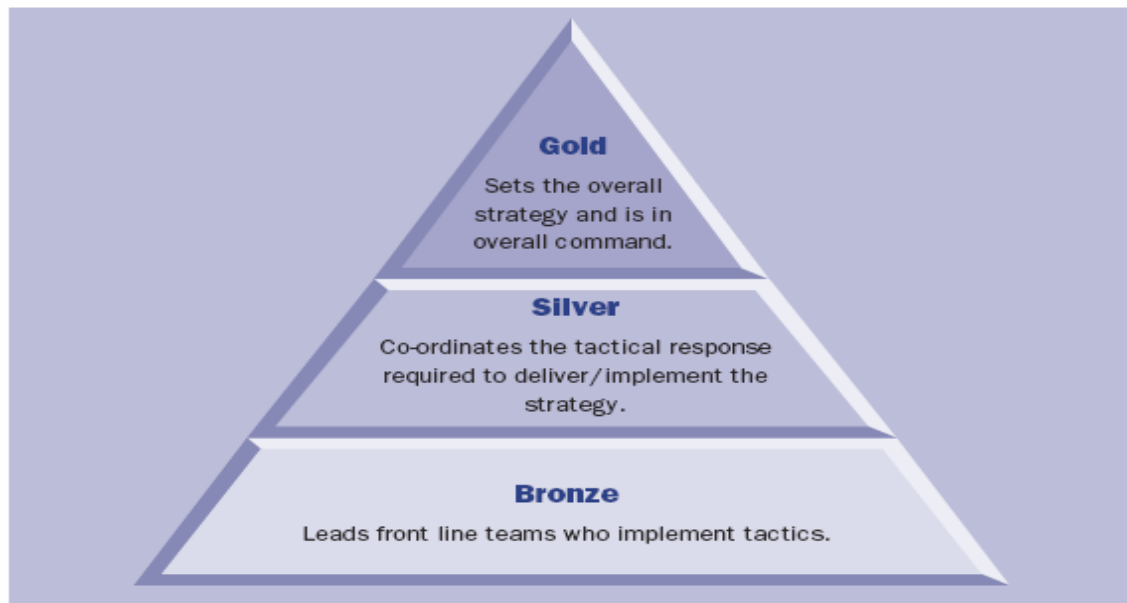 Gold
Sets the overall
strategy and is in
overall command.
Silver
Co-ordinates the tactical response
required to deliver/implement the
strategy.
Bronze
Leads front line teams who implement tactics.